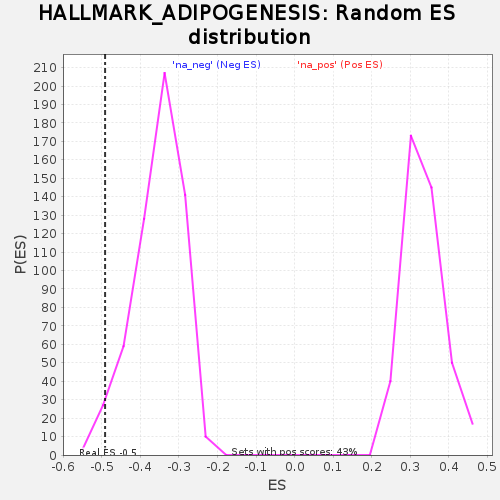 HALLMARK_ADIPOGENESIS: Random ES
distribution
'na_neg' (Neg ES)
'na_pos' (Pos ES)
P(ES)
210
200
190
180
170
160
150
140
130
120
110
100
90
80
70
60
50
40
30
20
10
0
Real ES -0.5
Sets with pos scores: 43%
-0.6 -0.5 -0.4 -0.3 -0.2 -0.1 0.0 0.1 0.2 0.3 0.4 0.5
ES